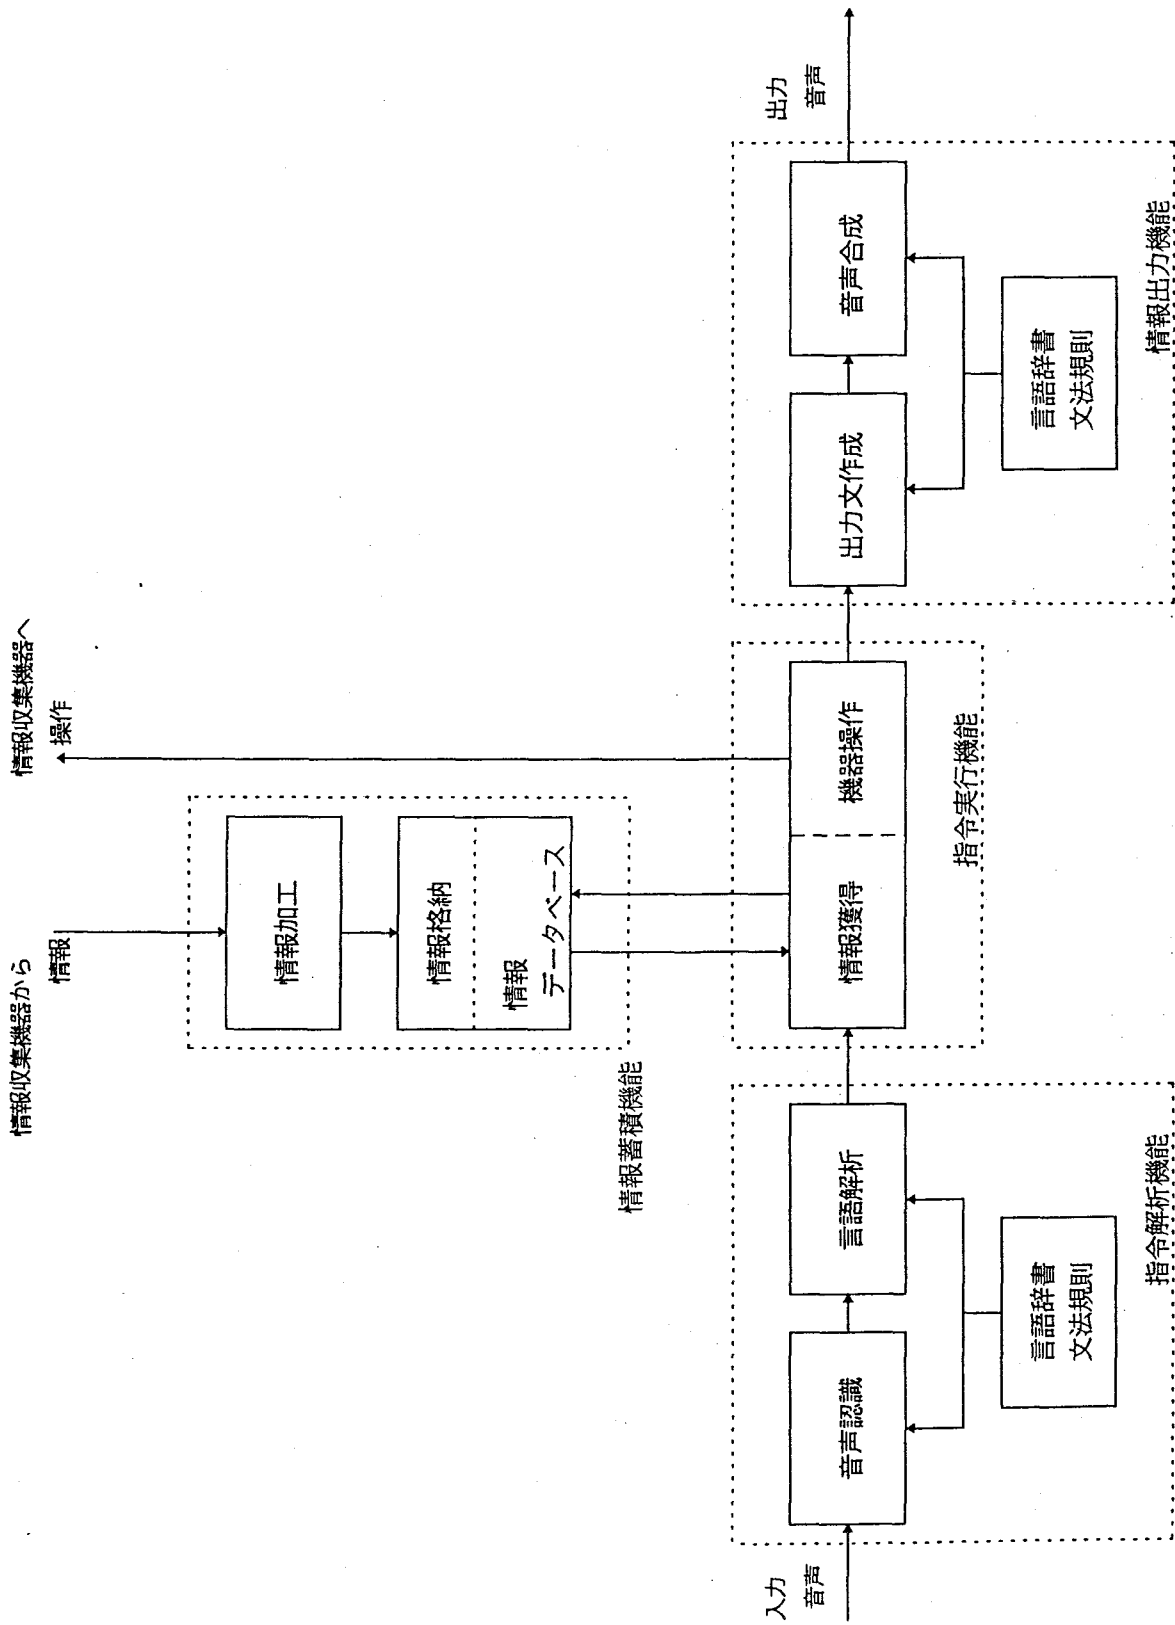 情報収集機器から
情報
情報収集機器へ
操作
情報加工
情報格納
情報
データベース
情報蓄積機能
入力
音声
音声認識
言語解析
言語辞書
文法規則
指令解析機能
情報獲得
機器操作
指令実行機能
出力文作成
音声合成
言語辞書
文法規則
情報出力機能
出力
音声